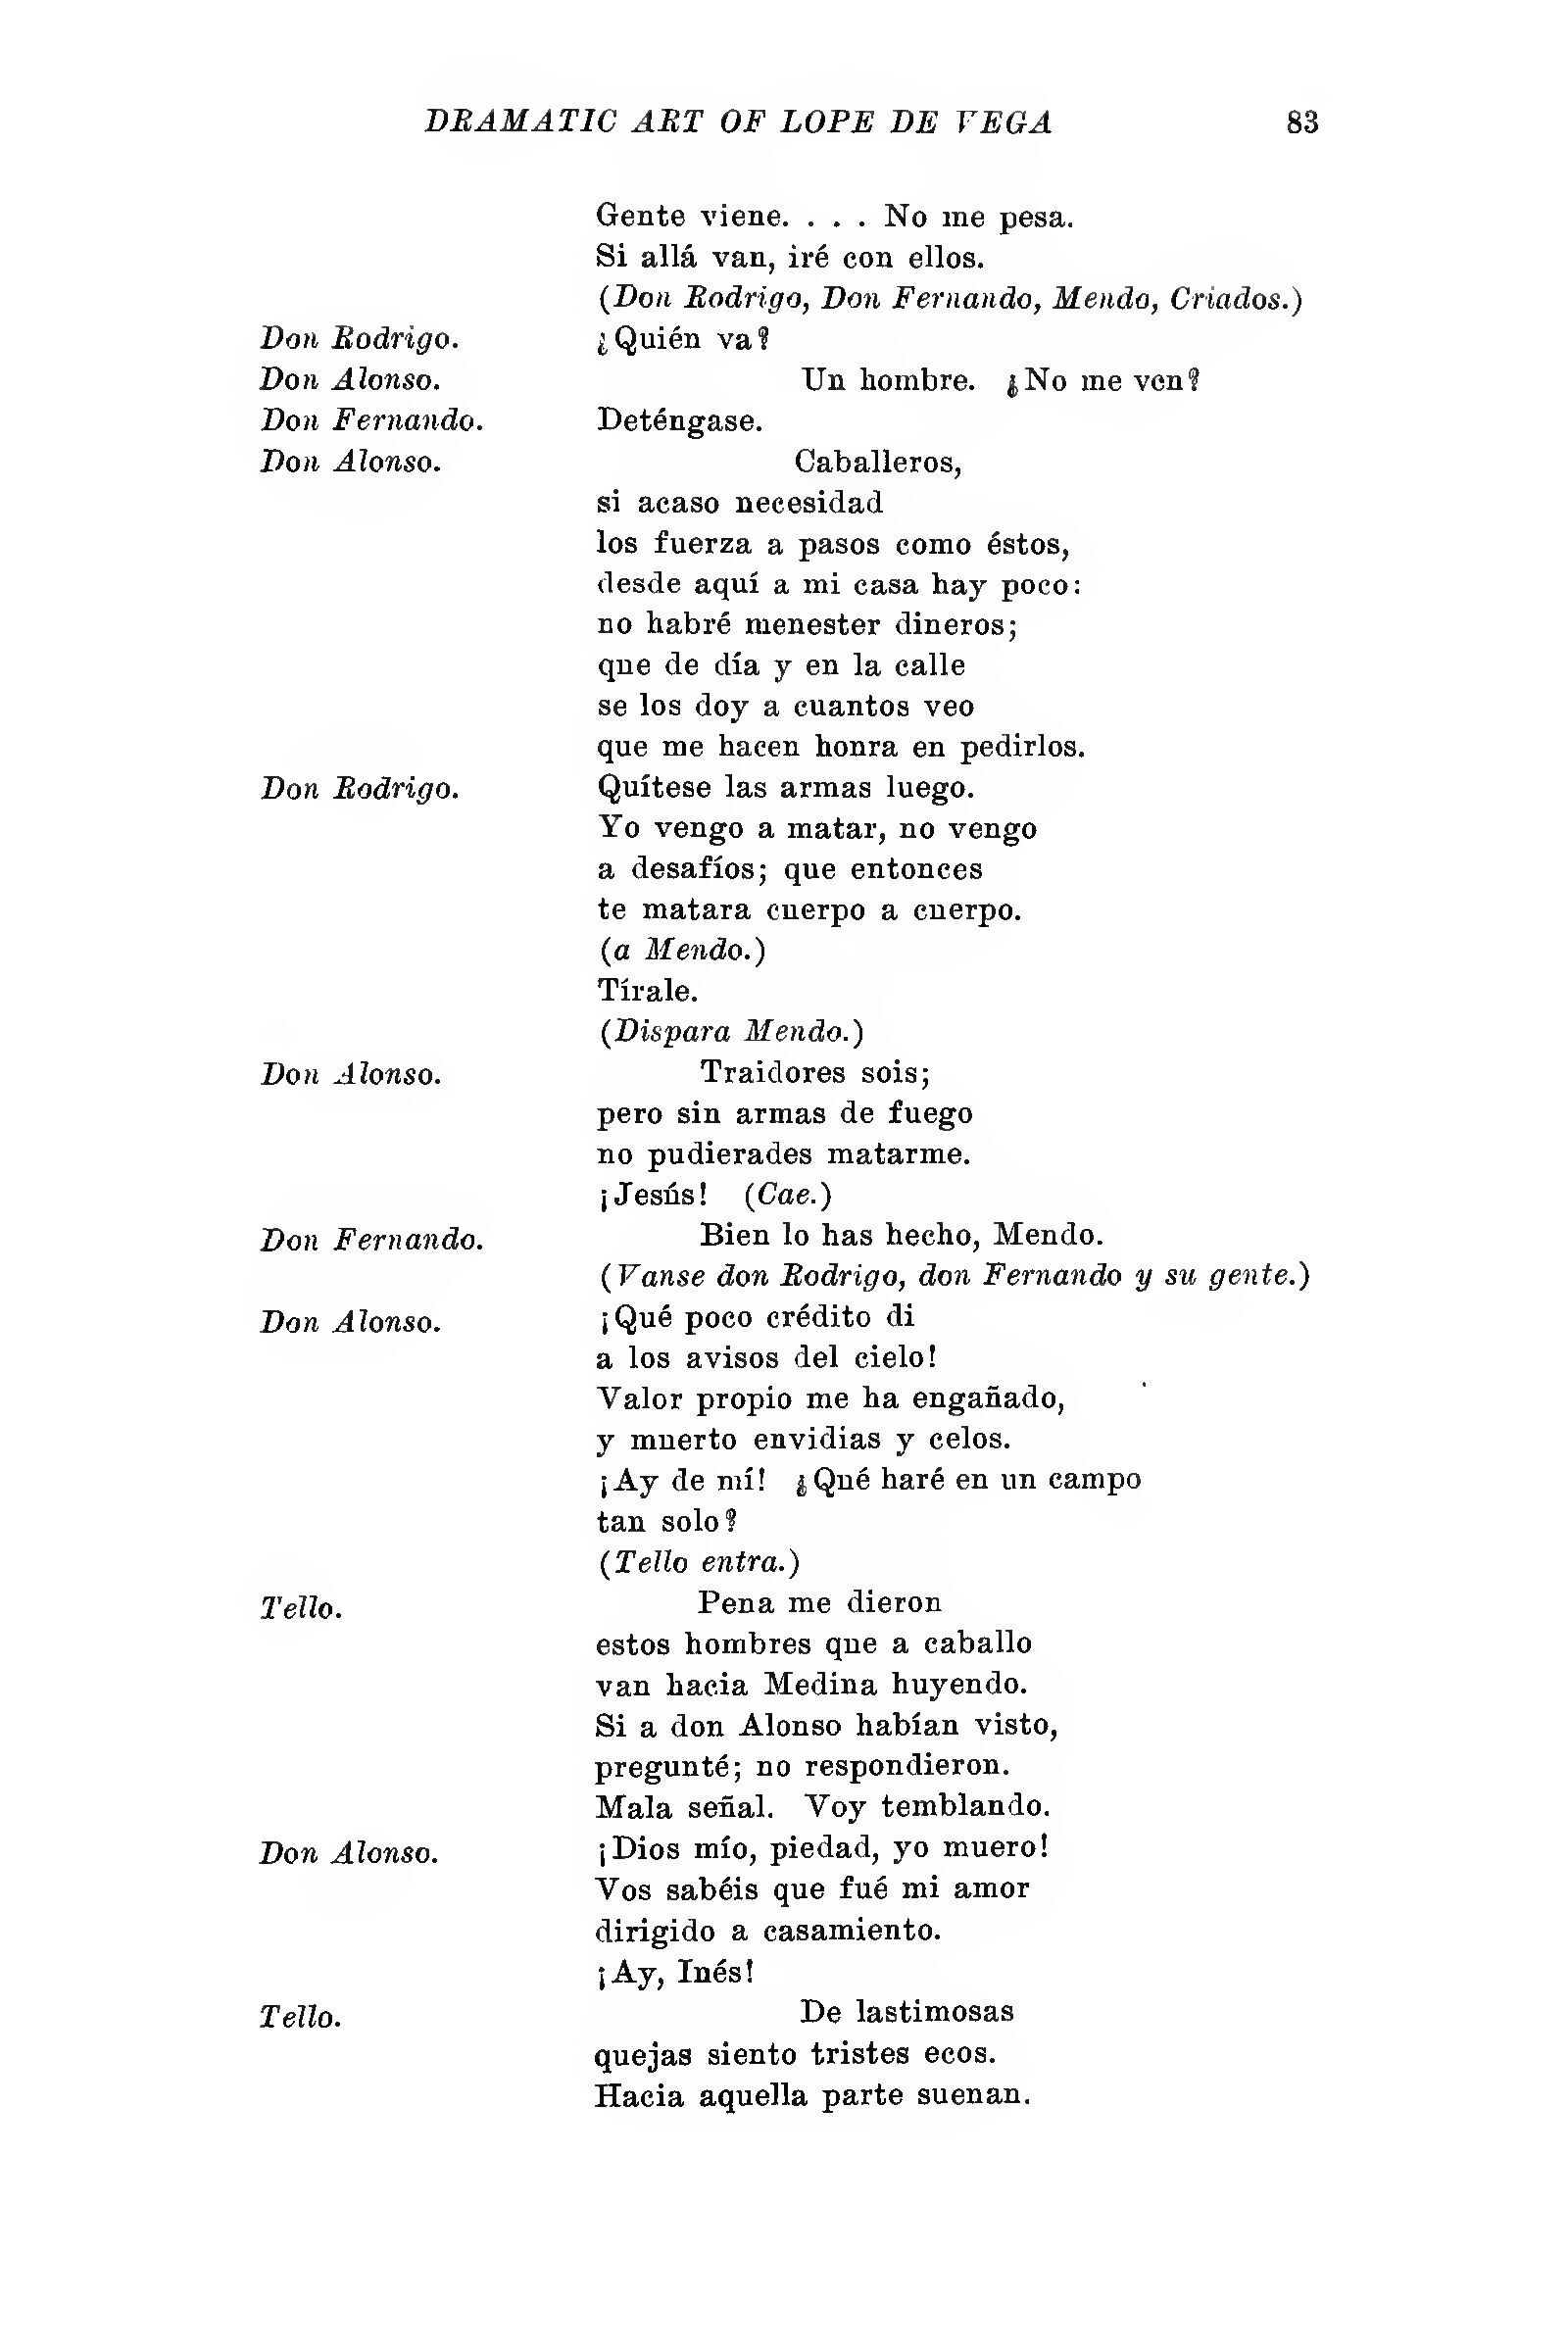 DRAMATIC ART OF LOPE DE VEGA 83
Gente viene. . . . No me pesa.
Si allá van, iré con ellos.
(Don Rodrigo, Don Fernando, Mendo, Criados.)
Don Rodrigo. ¿Quién va?
Don Alonso. Un hombre. ¿No me ven?
Don Fernando. Deténgase.
Don Alonso. Caballeros,
si acaso necesidad
los fuerza a pasos como éstos,
desde aquí a mi casa hay poco:
no habré menester dineros;
que de día y en la calle
se los doy a cuantos veo
que me hacen honra en pedirlos.
Don Rodrigo. Quítese las armas luego.
Yo vengo a matar, no vengo
a desafíos; que entonces
te matara cuerpo a cuerpo.
(a Mendo.)
Tírale.
(Dispara Mendo.)
Don Alonso. Traidores sois;
pero sin armas de fuego
no pudierades matarme.
¡Jesús! (Cae.)
Don Fernando. Bien lo has hecho, Mendo.
(Vanse don Rodrigo, don Fernando y su gente.)
Don Alonso. ¡Qué poco crédito di
a los avisos del cielo!
Valor propio me ha engañado,
y muerto envidias y celos.
¡Ay de mí! ¿Qué haré en un campo
tan solo?
(Tello entra.)
Tello. Pena me dieron
estos hombres que a caballo
van hacia Medina huyendo.
Si a don Alonso habían visto,
pregunté; no respondieron.
Mala señal. Voy temblando.
Don Alonso. ¡Dios mío, piedad, yo muero!
Vos sabéis que fué mi amor
dirigido a casamiento.
¡Ay, Inés!
Tello. De lastimosas
quejas siento tristes ecos.
Hacia aquella parte suenan.